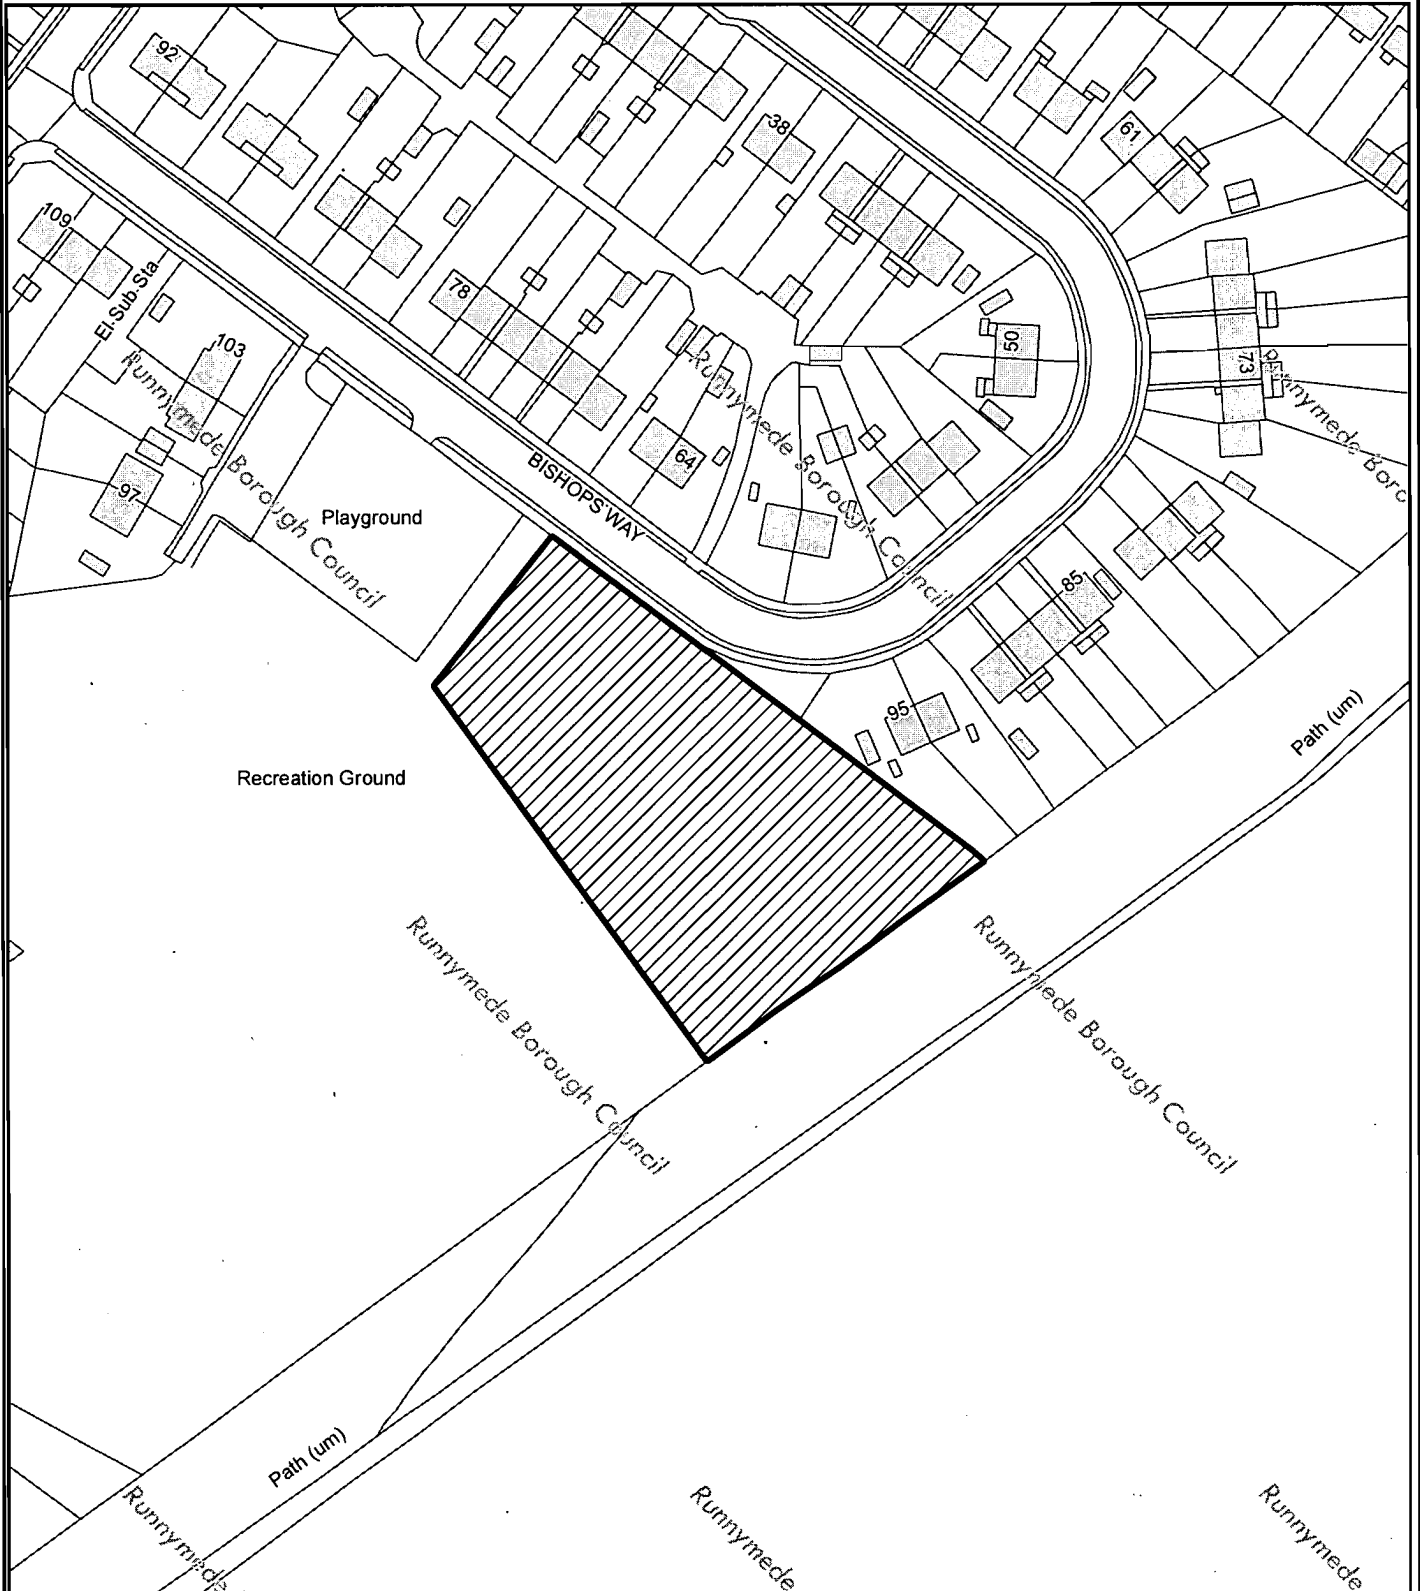 92
38
61
109
El Sub Sta
78
50
103
73
Runnymede Borough Council
Runnymede Borough Council
Runnymede Boro
64
97
BISHOPS WAY
Playground
85
95
Path (um)
Recreation Ground
Runnymede Borough Council
Runnymede Borough Council
Path (um)
Runnymede
Runnymede
Runnymede